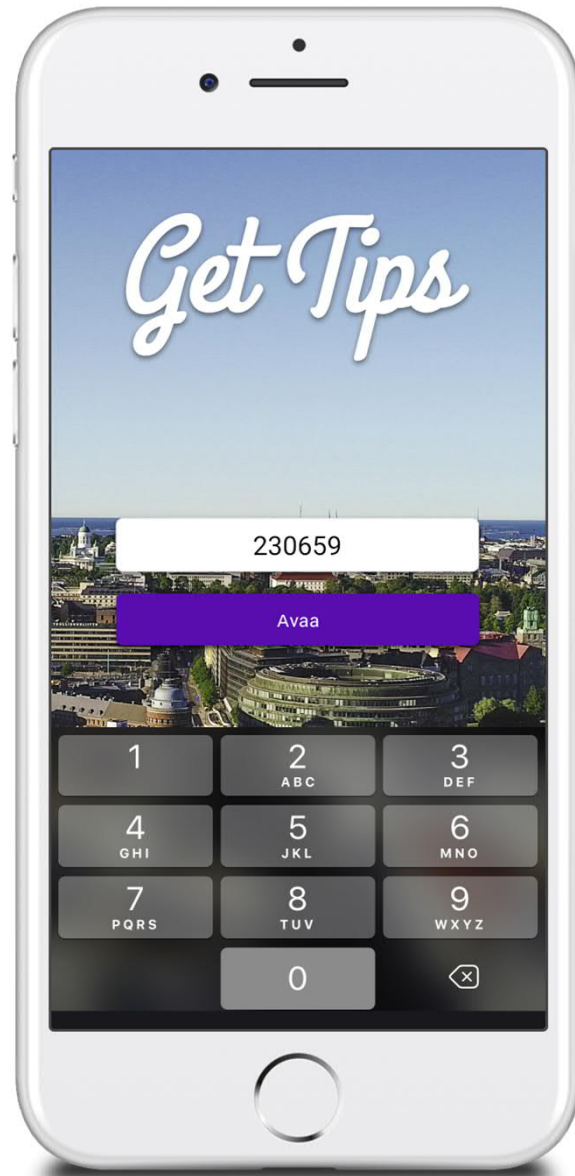 Get Tips
230659
Avaa
1 2 3
ABC DEF
4 5 6
GHI JKL MNO
7 8 9
PQRS TUV WXYZ
0